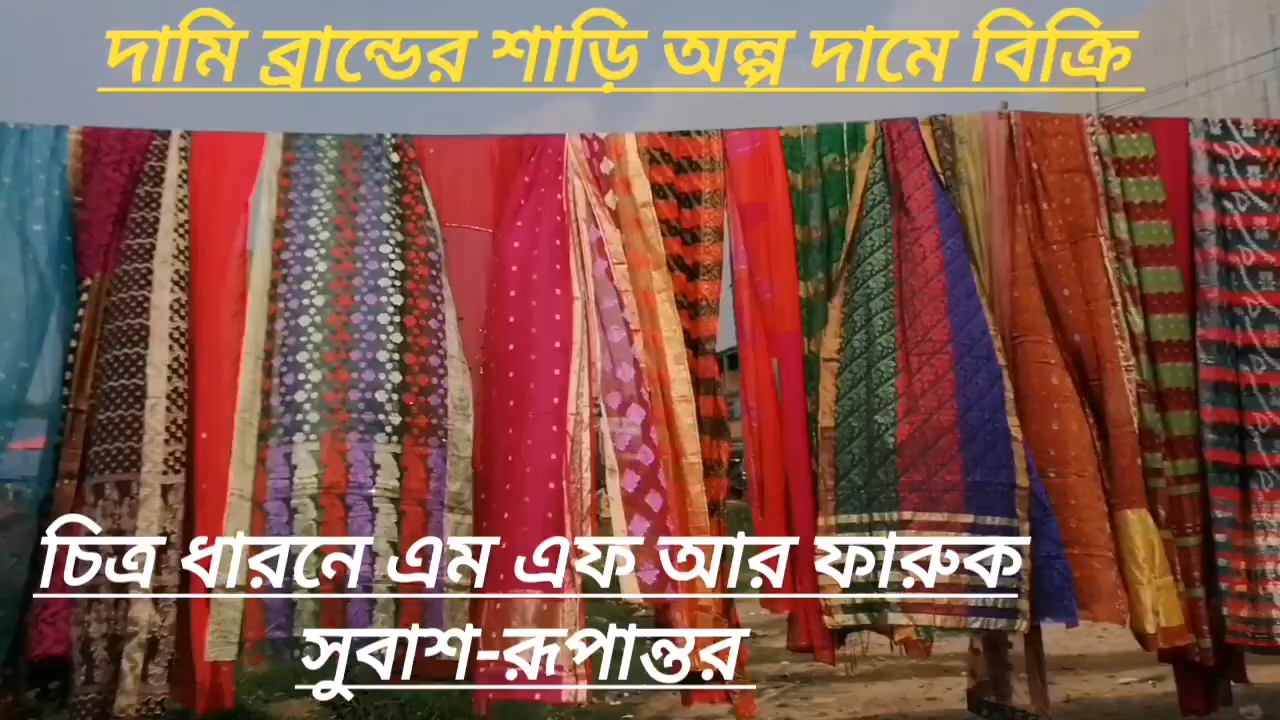 দামি ব্রান্ডের শাড়ি অল্প দামে বিক্রি
চিত্র ধারনে এম এফ আর ফারুক
সুবাশ-রূপান্তর